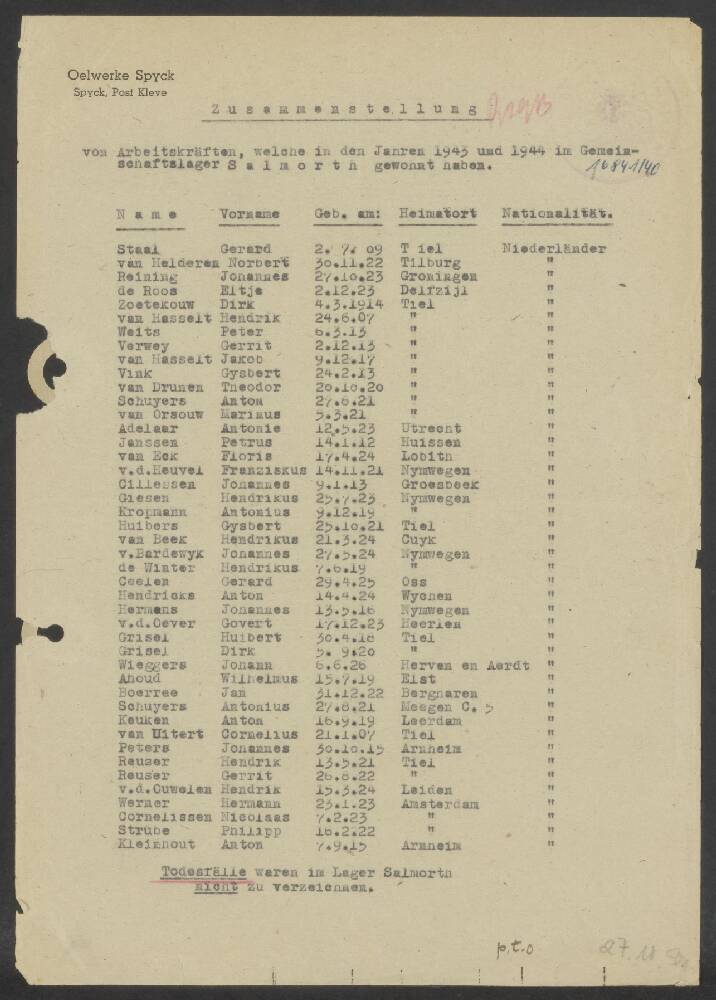 Oelwerke Spyck
Spyck, Post Kleve
Zusammenstellung
von Arbeitskräften, welche in den Jahren 1943 und 1944 im Gemein-
schaftslager Salmorth gewohnt haben.
Name Vorname Geb. am: Heimatort Nationalität.
Staal Gerard 2. 7. 09 T iel Niederländer
van Helderen Norbert 30.11.22 Tilburg "
Reining Johannes 27.10.23 Groningen "
de Roos Eltje 2.12.23 Delfzijl "
Zoetekouw Dirk 4.3.1914 Tiel "
van Hasselt Hendrik 24.6.07 " "
Weits Peter 6.3.13 " "
Verwey Gerrit 2.12.13 " "
van Hasselt Jakob 9.12.17 " "
Vink Gysbert 24.2.13 " "
van Drunen Theodor 20.10.20 " "
Schuyers Anton 27.6.21 " "
van Orsouw Marinus 5.3.21 " "
Adelaar Antonie 12.5.23 Utrecht "
Janssen Petrus 14.1.12 Huissen "
van Eck Floris 17.4.24 Lobith "
v.d.Heuvel Franziskus 14.11.21 Nymwegen "
Cillessen Johannes 9.1.13 Groesbeek "
Giesen Hendrikus 25.7.23 Nymwegen "
Kropmann Antonius 9.12.19 " "
Huibers Gysbert 25.10.21 Tiel "
van Beek Hendrikus 21.3.24 Cuyk "
v.Bardewyk Johannes 27.5.24 Nymwegen "
de Winter Hendrikus 7.6.19 " "
Ceelen Gerard 29.4.25 Oss "
Hendricks Anton 14.4.24 Wychen "
Hermans Johannes 13.5.16 Nymwegen "
v.d.Oever Govert 17.12.23 Heerlen "
Grisel Huibert 30.4.18 Tiel "
Grisel Dirk 5. 9.20 " "
Wieggers Johann 6.6.26 Herven en Aerdt "
Ahoud Wilhelmus 15.7.19 Elst "
Boerree Jan 31.12.22 Bergharen "
Schuyers Antonius 27.8.21 Meegen C. 5 "
Keuken Anton 16.9.19 Leerdam "
van Uitert Cornelius 21.1.07 Tiel "
Peters Johannes 30.10.15 Arnheim "
Reuser Hendrik 13.5.21 Tiel "
Reuser Gerrit 26.8.22 " "
v.d.Ouwelen Hendrik 15.3.24 Leiden "
Werner Hermann 23.1.23 Amsterdam "
Cornelissen Nicolaas 7.2.23 " "
Strübe Philipp 16.2.22 " "
Kleinhout Anton 7.9.15 Arnheim "
Todesfälle waren im Lager Salmorth
nicht zu verzeichnen.
p.t.o